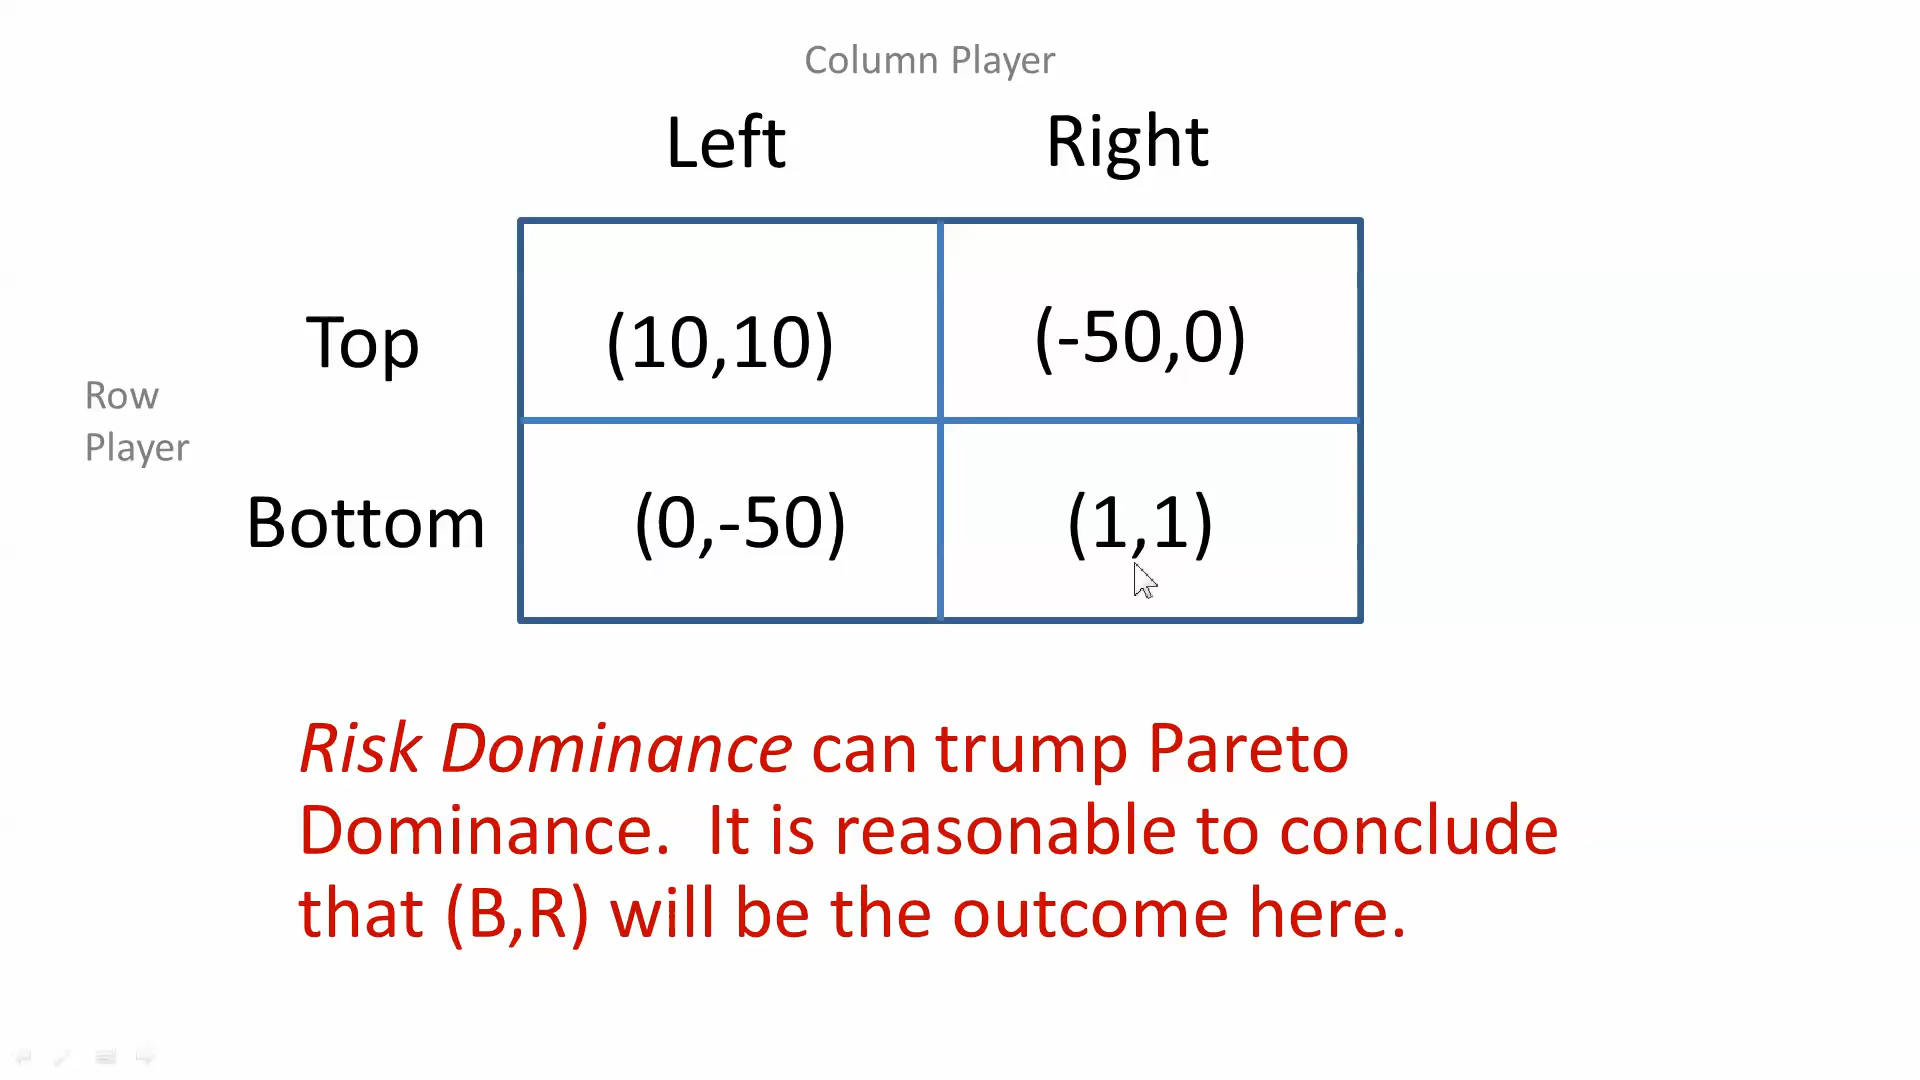 Column Player
Left Right
Top (10,10) (-50,0)
Row
Player
Bottom (0,-50) (1,1)
Risk Dominance can trump Pareto
Dominance.  It is reasonable to conclude
that (B,R) will be the outcome here.